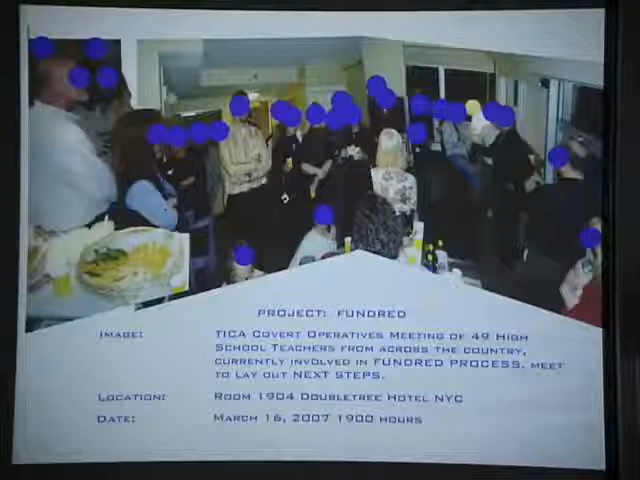 PROJECT: FUNDRED
IMAGE: TICA COVERT OPERATIVES MEETING OF 49 HIGH
SCHOOL TEACHERS FROM ACROSS THE COUNTRY,
CURRENTLY INVOLVED IN FUNDRED PROCESS. MEET
TO LAY OUT NEXT STEPS.
LOCATION: ROOM 1904 DOUBLETREE HOTEL NYC
DATE: MARCH 16, 2007 1900 HOURS